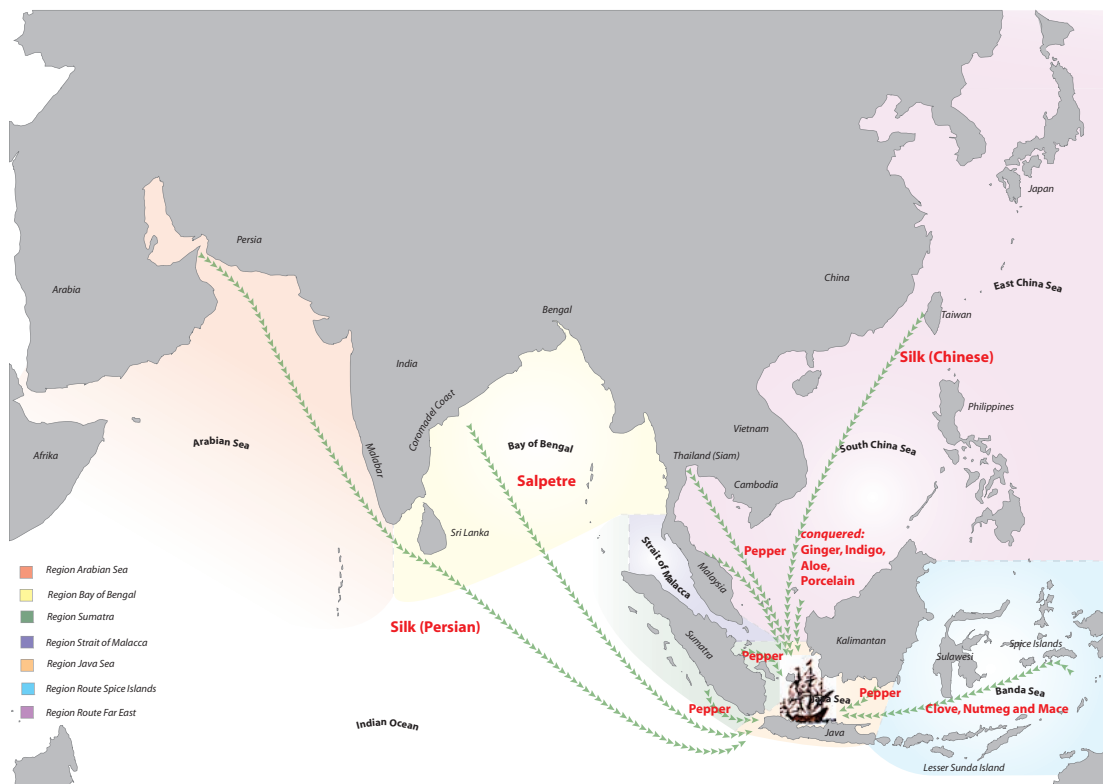 Japan
Persia
China
East China Sea
Arabia
Bengal
Taiwan
Silk (Chinese)
India
Coromadel Coast
Philippines
Vietnam
Arabian Sea
Bay of Bengal
South China Sea
Afrika
Malabar
Thailand (Siam)
Salpetre
Cambodia
Sri Lanka
conquered:
Ginger, Indigo,
Aloe,
Porcelain
Pepper
Strait of Malacca
Malaysia
Region Arabian Sea
Region Bay of Bengal
Region Sumatra
Region Strait of Malacca
Region Java Sea
Region Route Spice Islands
Region Route Far East
Silk (Persian)
Sumatra
Kalimantan
Spice Islands
Sulawesi
Pepper
Banda Sea
Pepper
Java Sea
Clove, Nutmeg and Mace
Pepper
Indian Ocean
Java
Lesser Sunda Island